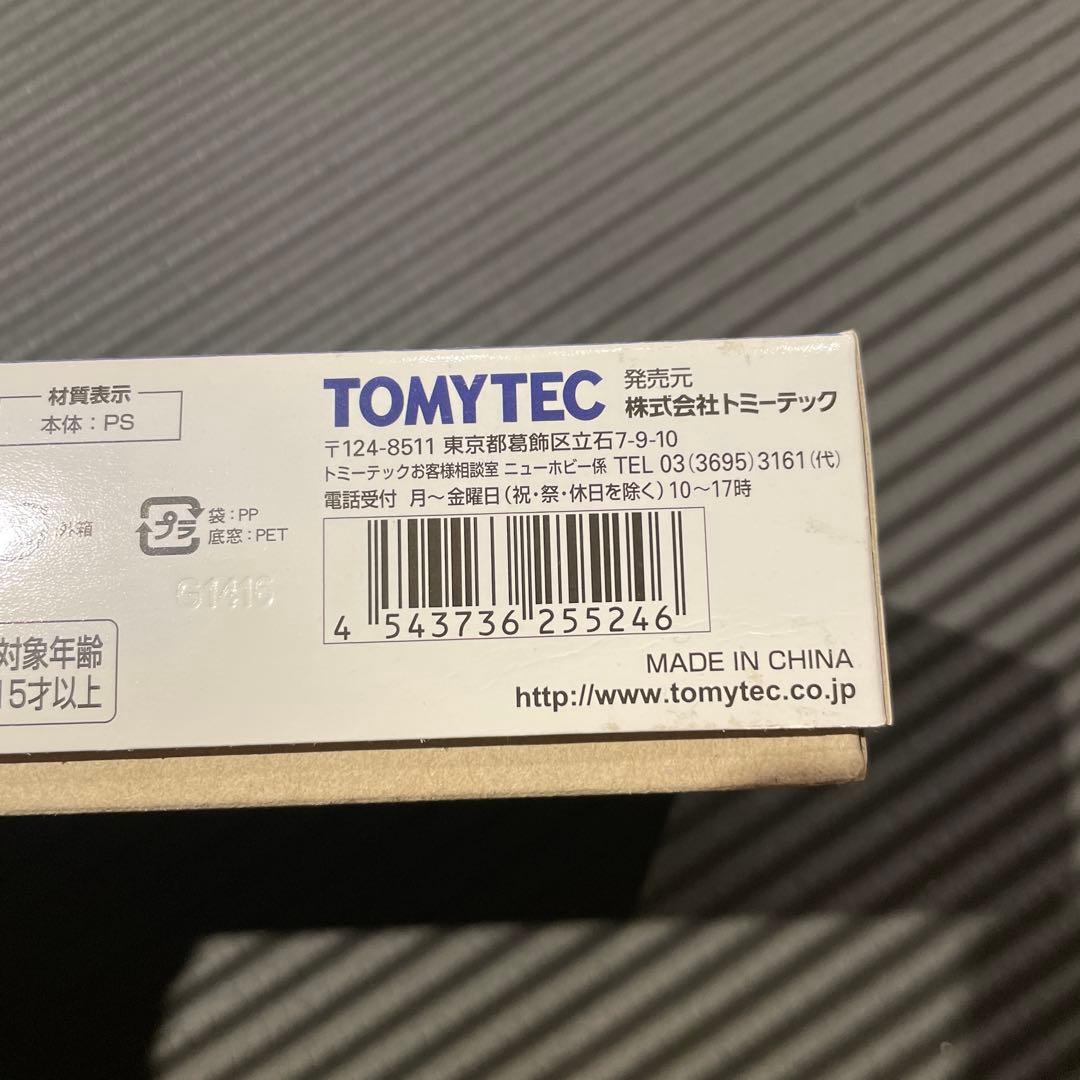 材質表示
本体：PS
外箱
プラ
袋：PP
底窓：PET
G1416
対象年齢
15才以上
TOMYTEC 発売元
株式会社トミーテック
〒124-8511 東京都葛飾区立石7-9-10
トミーテックお客様相談室 ニューホビー係 TEL 03(3695)3161(代)
電話受付 月～金曜日(祝・祭・休日を除く)10～17時
4 543736 255246
MADE IN CHINA
http://www.tomytec.co.jp